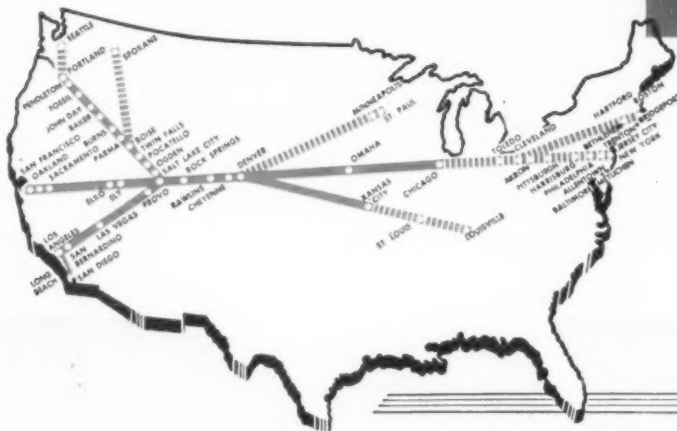 SEATTLE
PORTLAND
SPOKANE
PENDLETON
FOSSIL
JOHN DAY
BAKER
BURNS
PARMA
BOISE
TWIN FALLS
POCATELLO
OGDEN
SALT LAKE CITY
ROCK SPRINGS
SAN FRANCISCO
OAKLAND
SACRAMENTO
ELKO
ELY
PROVO
RAWLINS
CHEYENNE
DENVER
MINNEAPOLIS
ST. PAUL
OMAHA
CHICAGO
KANSAS
CITY
ST. LOUIS
LOUISVILLE
LOS
ANGELES
SAN
BERNARDINO
LAS VEGAS
LONG
BEACH
SAN DIEGO
TOLEDO
CLEVELAND
AKRON
PITTSBURGH
HARRISBURG
PHILADELPHIA
ALLENTOWN
BALTIMORE
HARTFORD
BOSTON
BRIDGEPORT
TRENTON
JERSEY CITY
NEW YORK